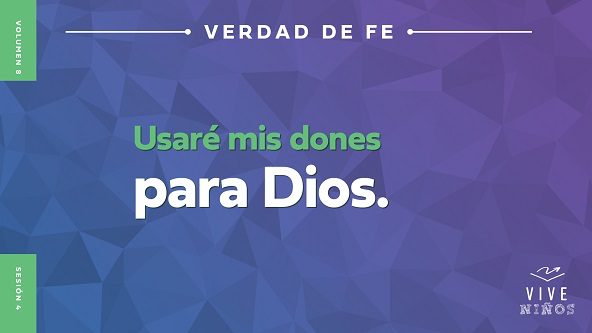 VOLUMEN 8
VERDAD DE FE
Usaré mis dones
para Dios.
SESIÓN 4
VIVE
NIÑOS